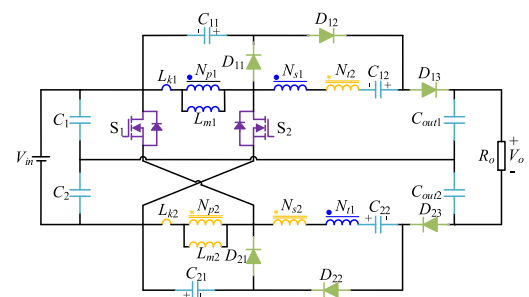 C11 + D12
D11
Lk1 Np1 Ns1 Nt2 C12 + D13
Lm1
C1 S1 S2 Cout1
Vin Ro + Vo -
C2 Cout2
Lk2 Np2 Ns2 Nt1 + C22 D23
Lm2 D21
C21 + D22